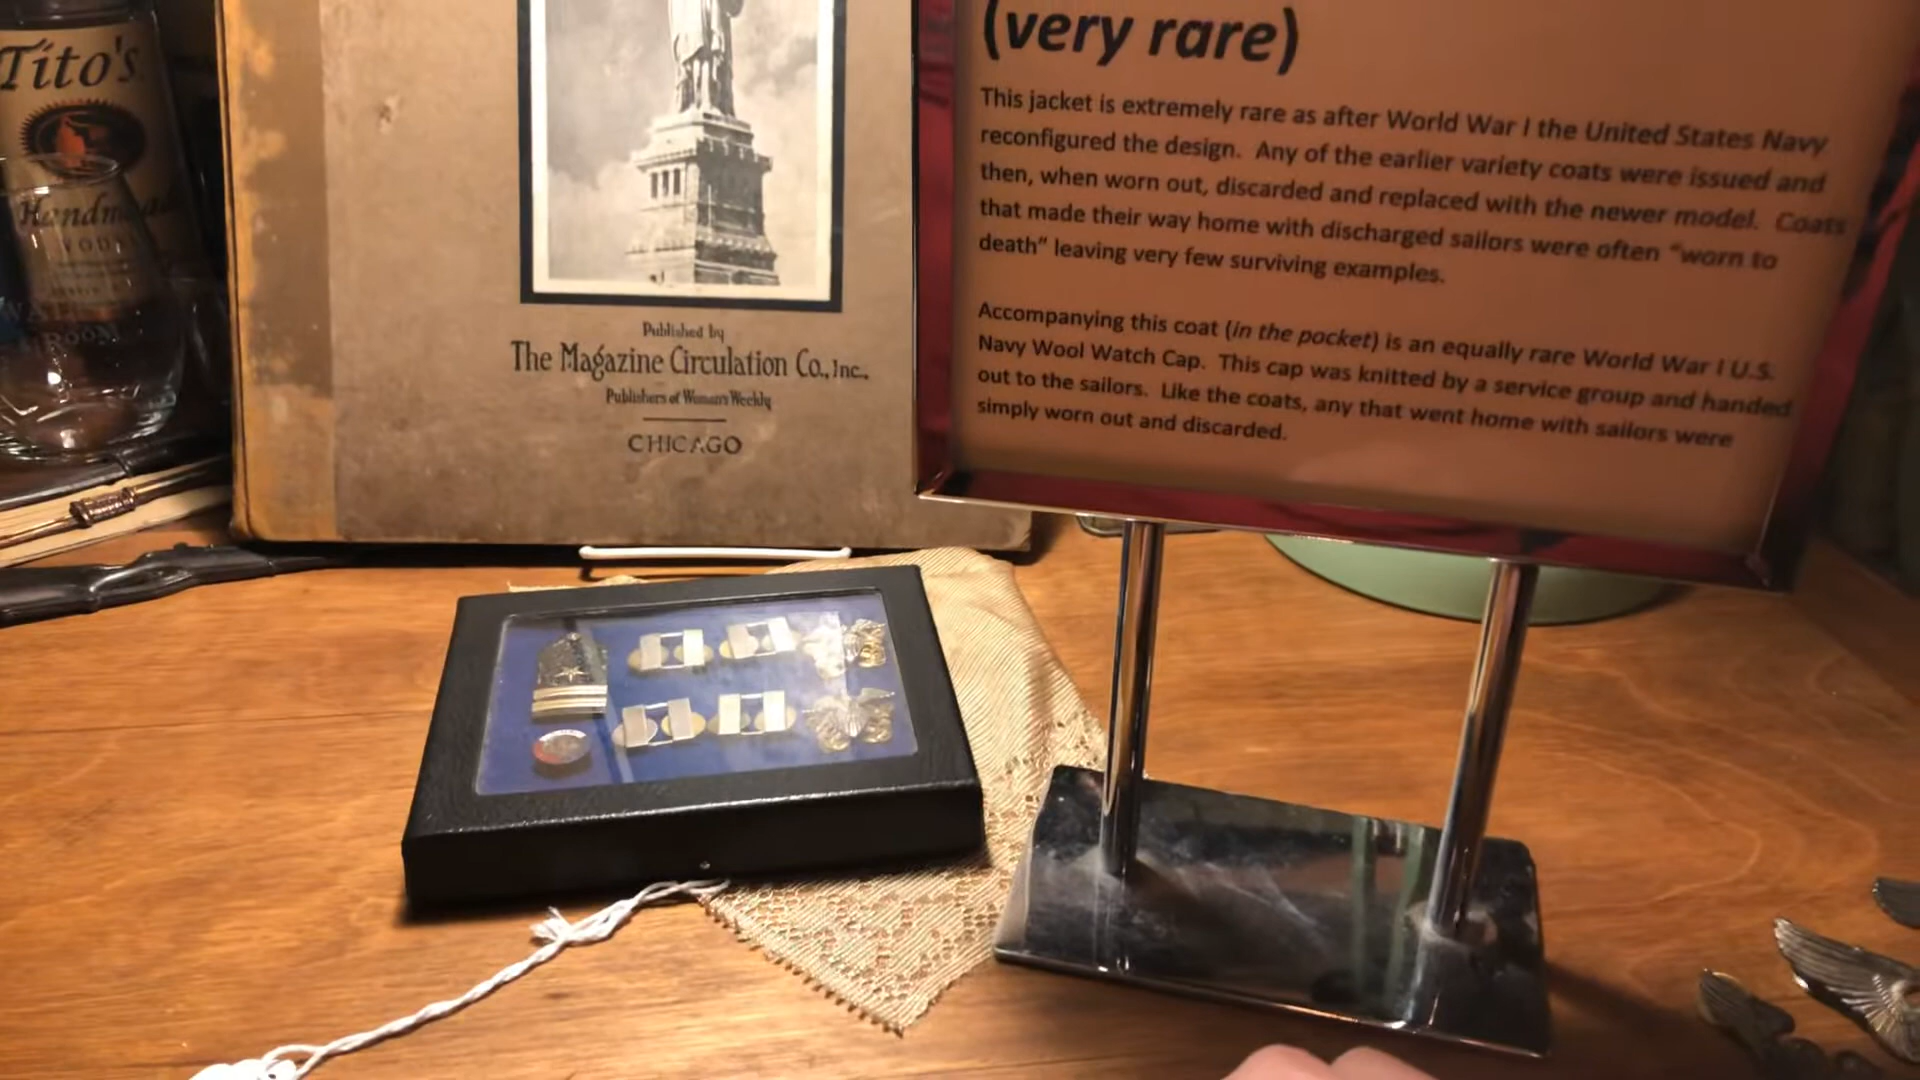 Tito's
Handmade
VODKA
Published by
The Magazine Circulation Co., Inc.,
Publishers of Woman's Weekly
CHICAGO
(very rare)
This jacket is extremely rare as after World War I the United States Navy
reconfigured the design. Any of the earlier variety coats were issued and
then, when worn out, discarded and replaced with the newer model. Coats
that made their way home with discharged sailors were often “worn to
death” leaving very few surviving examples.
Accompanying this coat (in the pocket) is an equally rare World War I U.S.
Navy Wool Watch Cap. This cap was knitted by a service group and handed
out to the sailors. Like the coats, any that went home with sailors were
simply worn out and discarded.